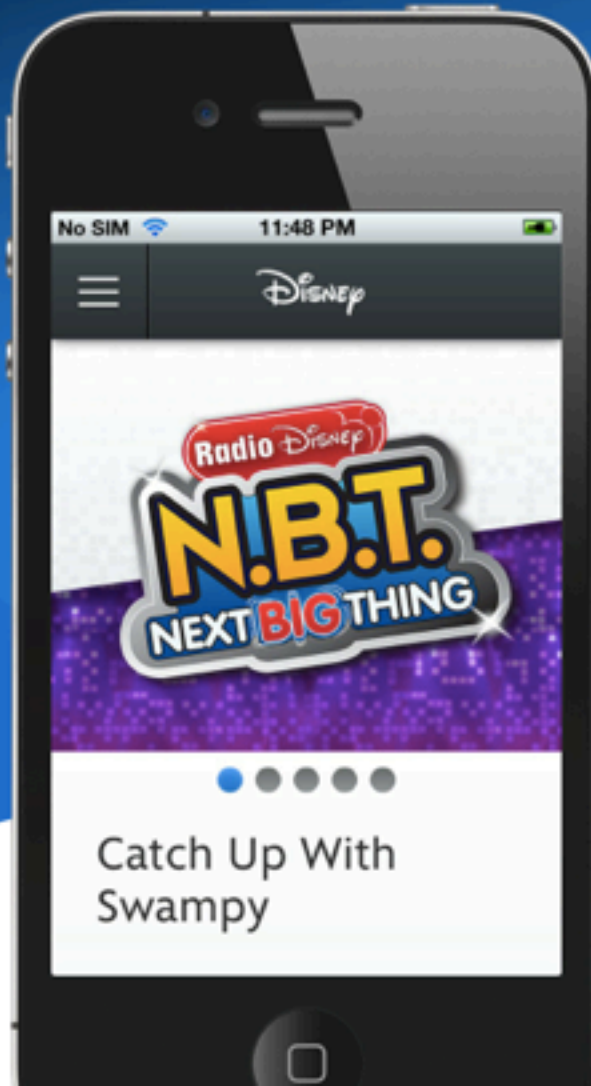 No SIM 11:48 PM
Disney
Radio Disney
N.B.T.
NEXT BIG THING
Catch Up With
Swampy